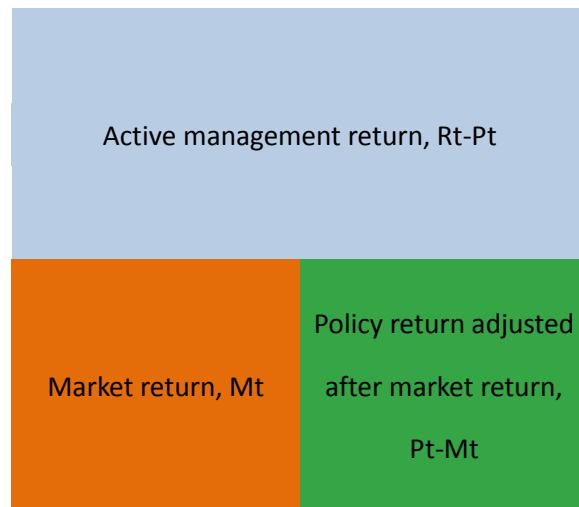 Active management return, Rt-Pt
Market return, Mt
Policy return adjusted
after market return,
Pt-Mt